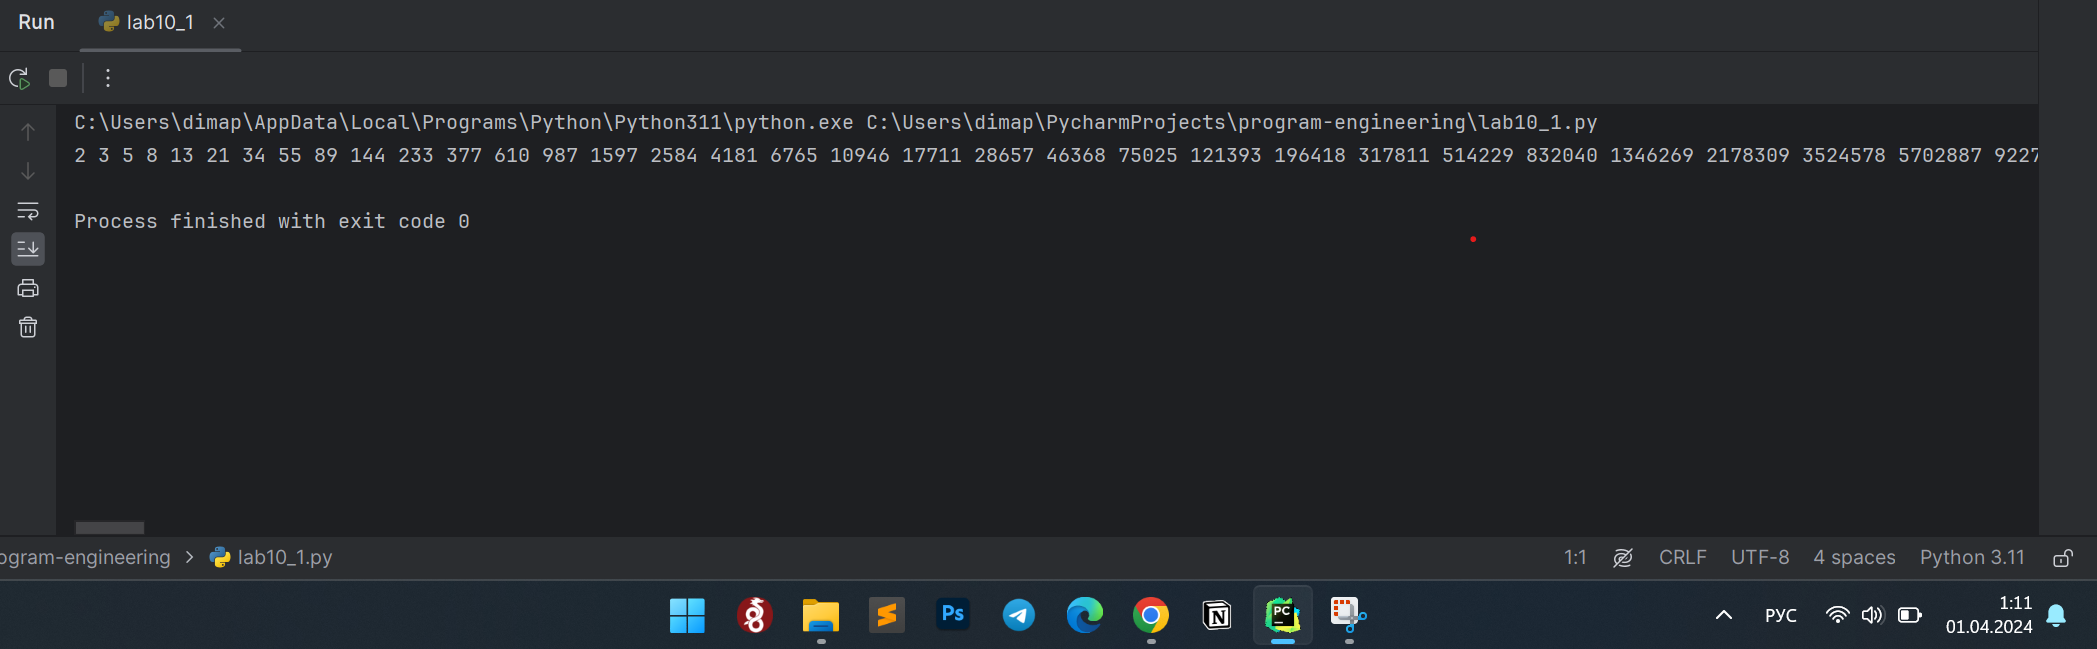 Run lab10_1
C:\Users\dimap\AppData\Local\Programs\Python\Python311\python.exe C:\Users\dimap\PycharmProjects\program-engineering\lab10_1.py
2 3 5 8 13 21 34 55 89 144 233 377 610 987 1597 2584 4181 6765 10946 17711 28657 46368 75025 121393 196418 317811 514229 832040 1346269 2178309 3524578 5702887 9227
Process finished with exit code 0
ogram-engineering > lab10_1.py 1:1 CRLF UTF-8 4 spaces Python 3.11
Ps PC РУС 1:11
01.04.2024